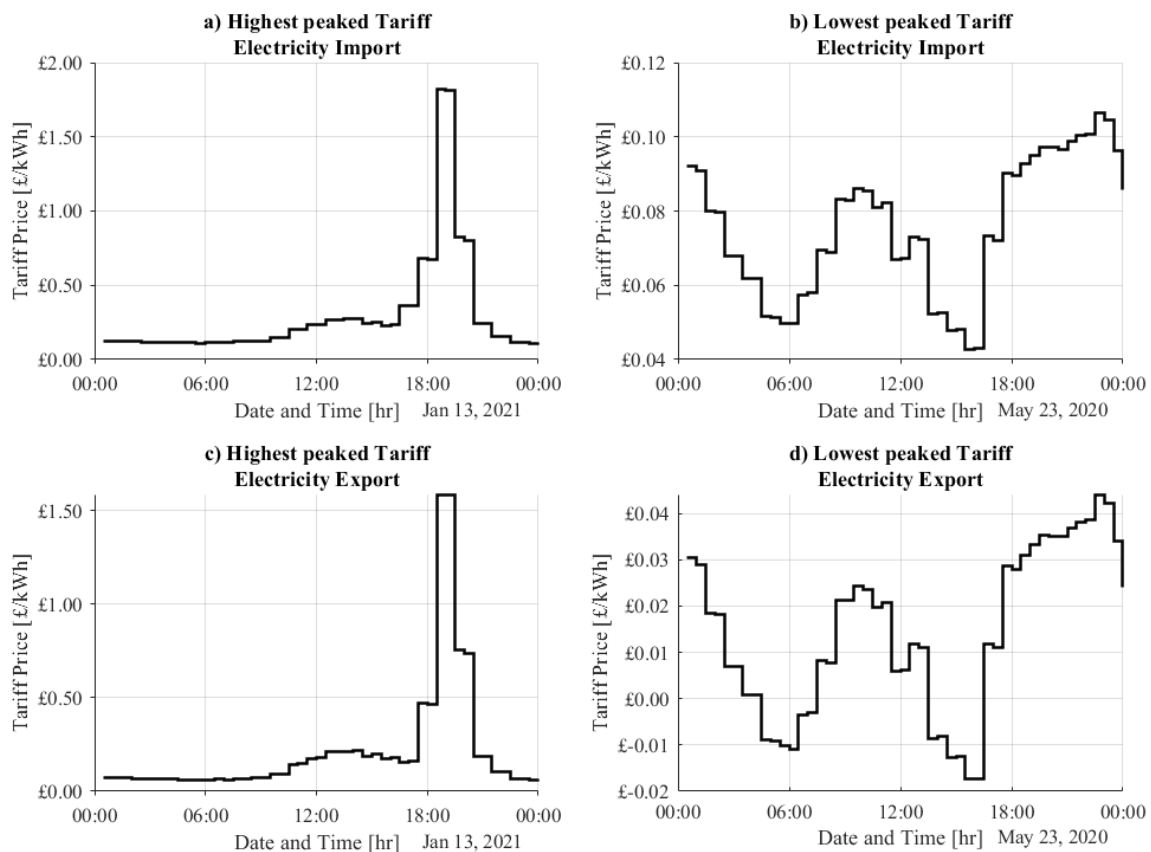 a) Highest peaked Tariff
Electricity Import
£2.00
£1.50
£1.00
£0.50
£0.00
Tariff Price [£/kWh]
00:00 06:00 12:00 18:00 00:00
Date and Time [hr] Jan 13, 2021
b) Lowest peaked Tariff
Electricity Import
£0.12
£0.10
£0.08
£0.06
£0.04
Tariff Price [£/kWh]
00:00 06:00 12:00 18:00 00:00
Date and Time [hr] May 23, 2020
c) Highest peaked Tariff
Electricity Export
£1.50
£1.00
£0.50
£0.00
Tariff Price [£/kWh]
00:00 06:00 12:00 18:00 00:00
Date and Time [hr] Jan 13, 2021
d) Lowest peaked Tariff
Electricity Export
£0.04
£0.03
£0.02
£0.01
£0.00
£-0.01
£-0.02
Tariff Price [£/kWh]
00:00 06:00 12:00 18:00 00:00
Date and Time [hr] May 23, 2020